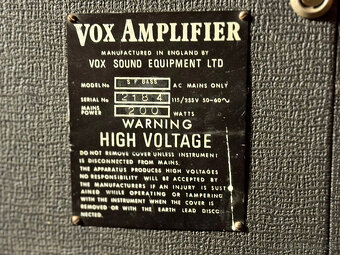 VOX AMPLIFIER
MANUFACTURED IN ENGLAND BY
VOX SOUND EQUIPMENT LTD
MODEL No S F BASS AC MAINS ONLY
SERIAL No 2184 115/235V 50-60~
MAINS POWER 200 WATTS
WARNING
HIGH VOLTAGE
DO NOT REMOVE COVER UNLESS INSTRUMENT
IS DISCONNECTED FROM MAINS.
THE APPARATUS PRODUCES HIGH VOLTAGES
NO RESPONSIBILITY WILL BE ACCEPTED BY
THE MANUFACTURERS IF AN INJURY IS SUST
AINED WHILE OPERATING OR TAMPERING
WITH THE INSTRUMENT WHEN THE COVER IS
REMOVED OR WITH THE EARTH LEAD DISCO
NNECTED.